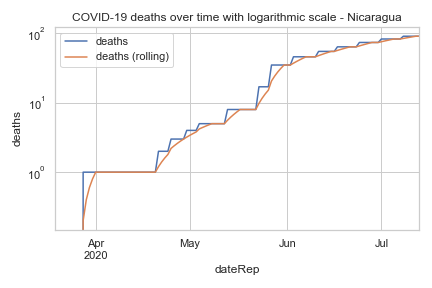 COVID-19 deaths over time with logarithmic scale - Nicaragua
deaths
deaths (rolling)
10²
10¹
10⁰
deaths
Apr
2020
May
Jun
Jul
dateRep